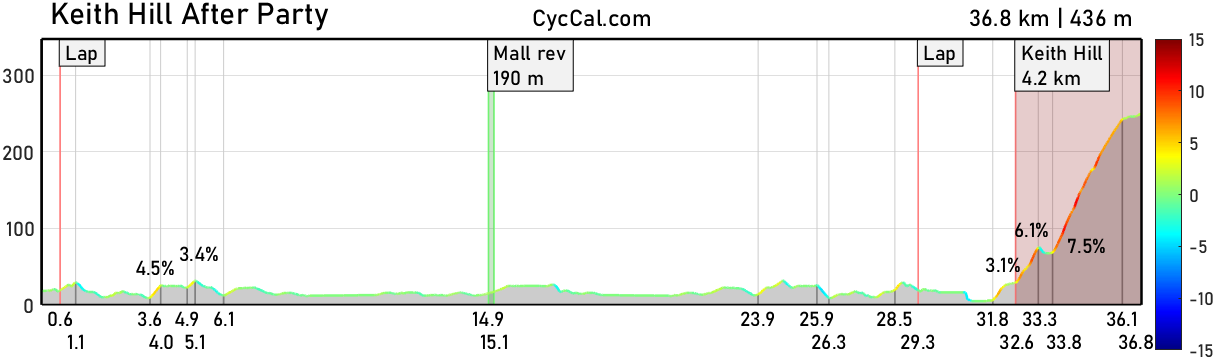 Keith Hill After Party
CycCal.com
36.8 km | 436 m
Lap
Mall rev
190 m
Lap
Keith Hill
4.2 km
15
10
5
0
-5
-10
-15
300
200
100
0
4.5%
3.4%
3.1%
6.1%
7.5%
0.6 3.6 4.9 6.1 14.9 23.9 25.9 28.5 31.8 33.3 36.1
1.1 4.0 5.1 15.1 26.3 29.3 32.6 33.8 36.8